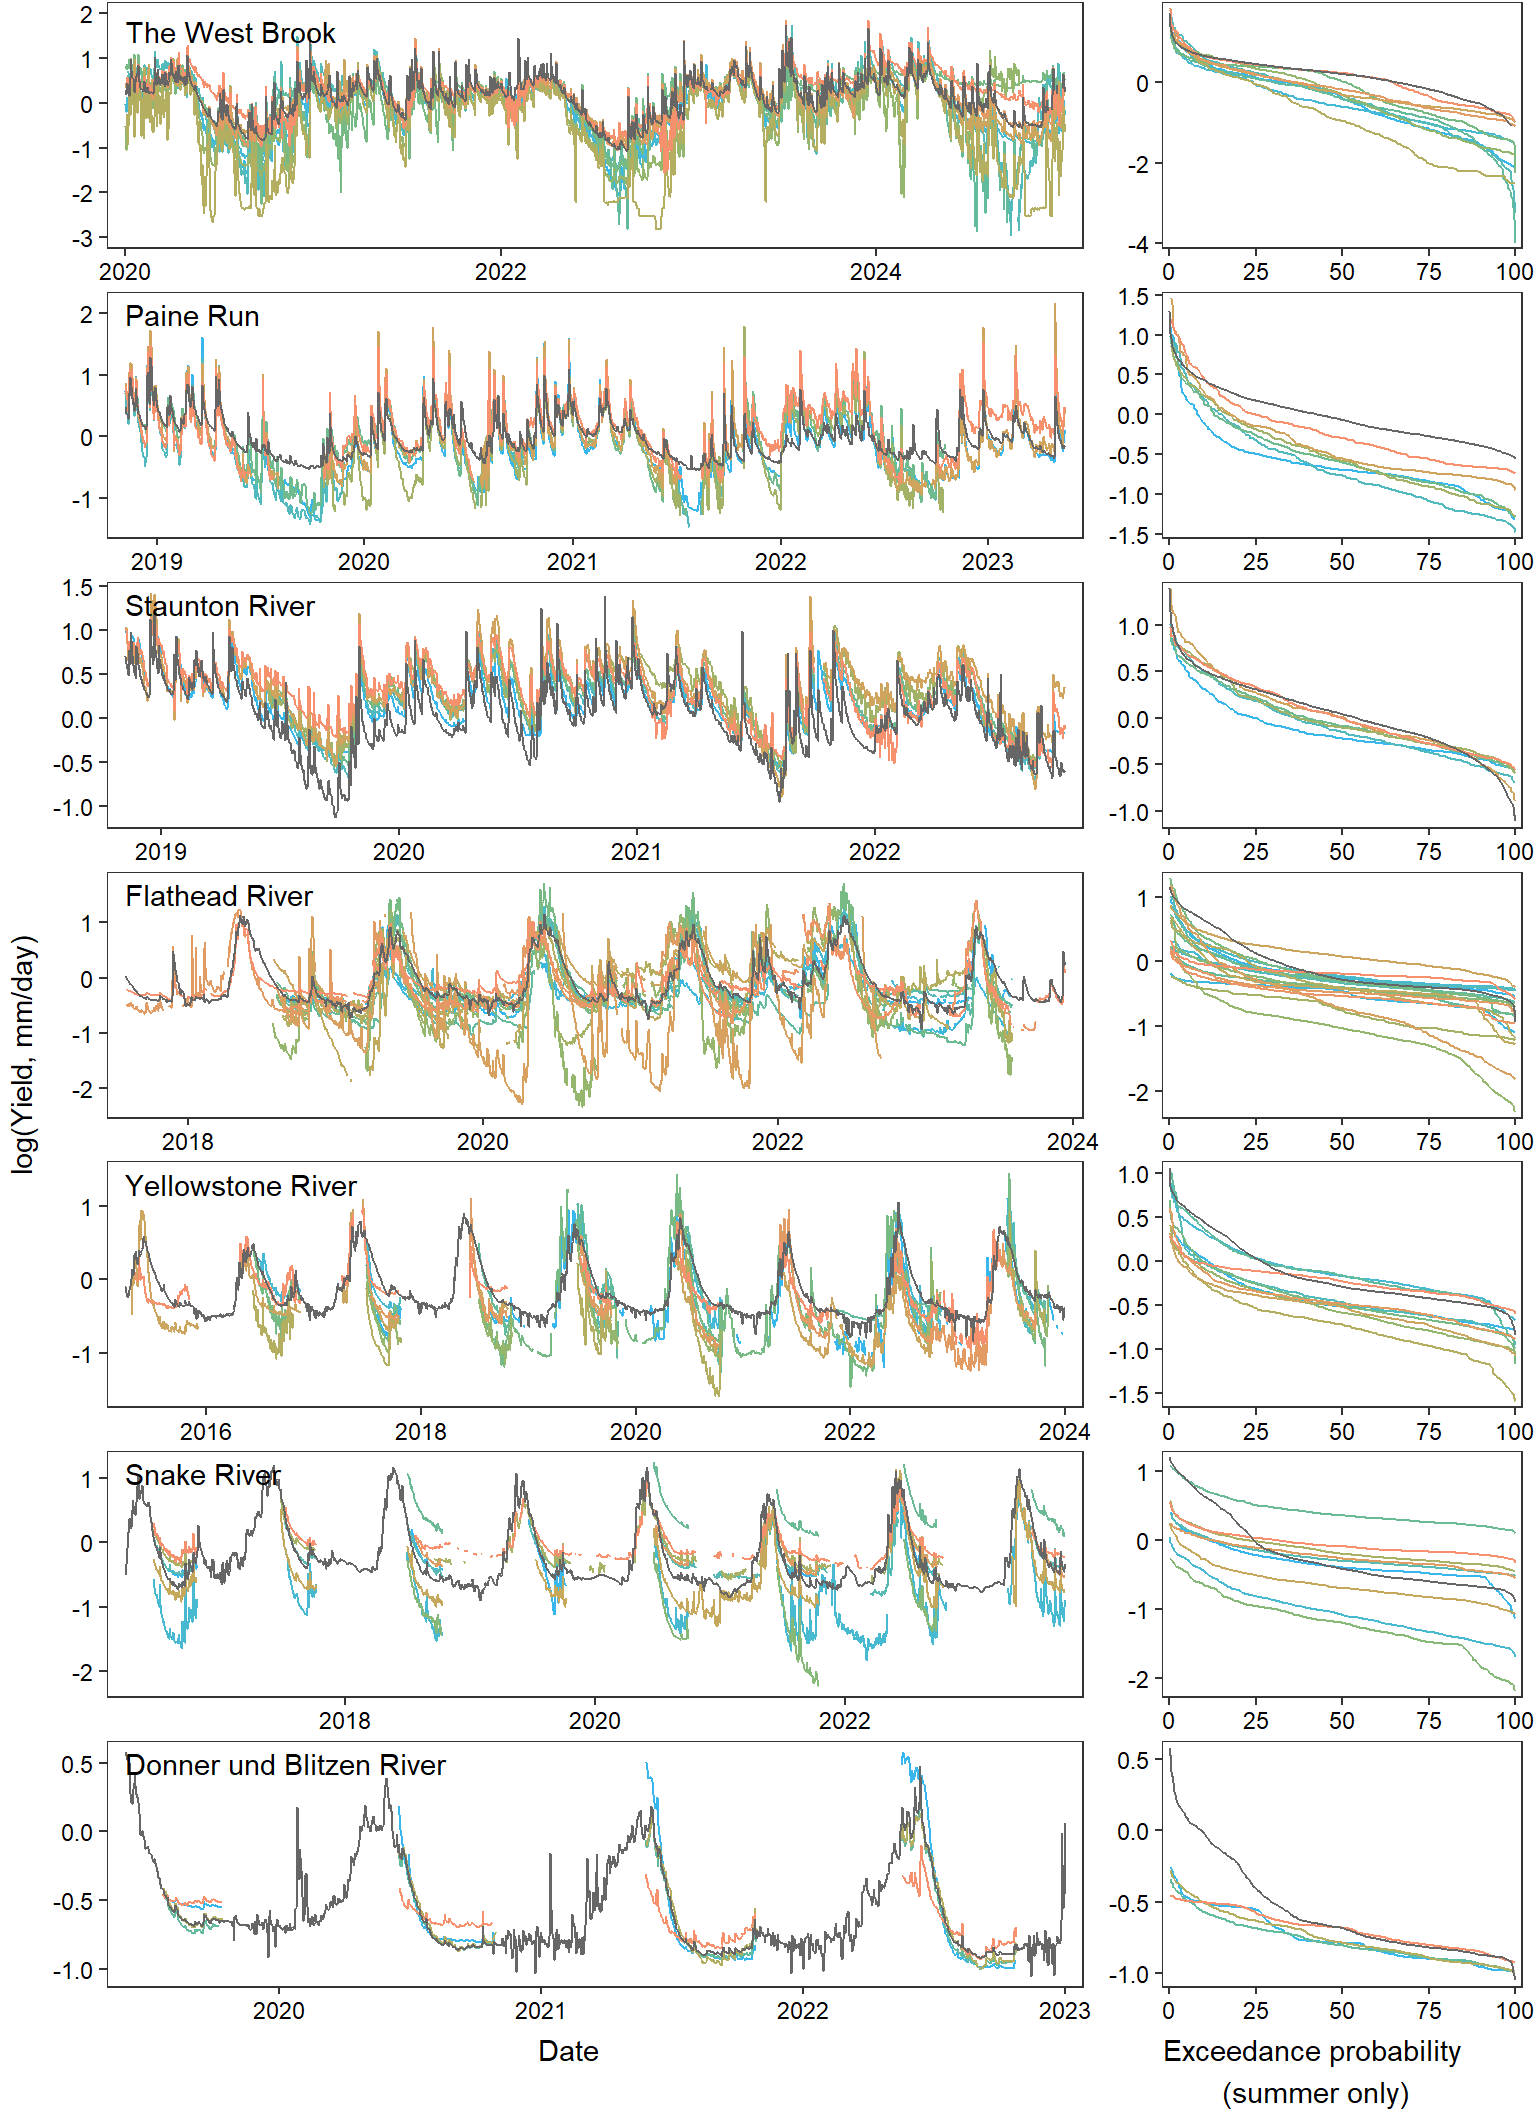 log(Yield, mm/day)
The West Brook
2
1
0
-1
-2
-3
2020 2022 2024
0
-2
-4
0 25 50 75 100
Paine Run
2
1
0
-1
2019 2020 2021 2022 2023
1.5
1.0
0.5
0.0
-0.5
-1.0
-1.5
0 25 50 75 100
Staunton River
1.5
1.0
0.5
0.0
-0.5
-1.0
2019 2020 2021 2022
1.0
0.5
0.0
-0.5
-1.0
0 25 50 75 100
Flathead River
1
0
-1
-2
2018 2020 2022 2024
1
0
-1
-2
0 25 50 75 100
Yellowstone River
1
0
-1
2016 2018 2020 2022 2024
1.0
0.5
0.0
-0.5
-1.0
-1.5
0 25 50 75 100
Snake River
1
0
-1
-2
2018 2020 2022
1
0
-1
-2
0 25 50 75 100
Donner und Blitzen River
0.5
0.0
-0.5
-1.0
2020 2021 2022 2023
0.5
0.0
-0.5
-1.0
0 25 50 75 100
Date
Exceedance probability
(summer only)